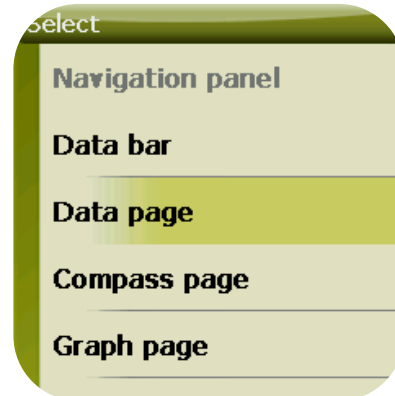 Select
Navigation panel
Data bar
Data page
Compass page
Graph page